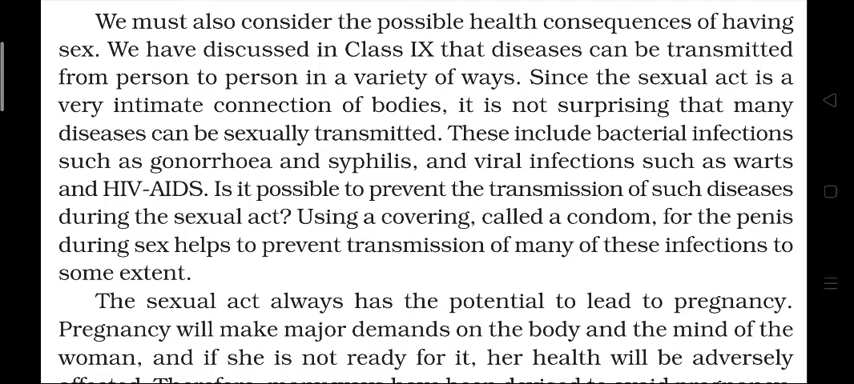 We must also consider the possible health consequences of having
sex. We have discussed in Class IX that diseases can be transmitted
from person to person in a variety of ways. Since the sexual act is a
very intimate connection of bodies, it is not surprising that many
diseases can be sexually transmitted. These include bacterial infections
such as gonorrhoea and syphilis, and viral infections such as warts
and HIV-AIDS. Is it possible to prevent the transmission of such diseases
during the sexual act? Using a covering, called a condom, for the penis
during sex helps to prevent transmission of many of these infections to
some extent.
The sexual act always has the potential to lead to pregnancy.
Pregnancy will make major demands on the body and the mind of the
woman, and if she is not ready for it, her health will be adversely